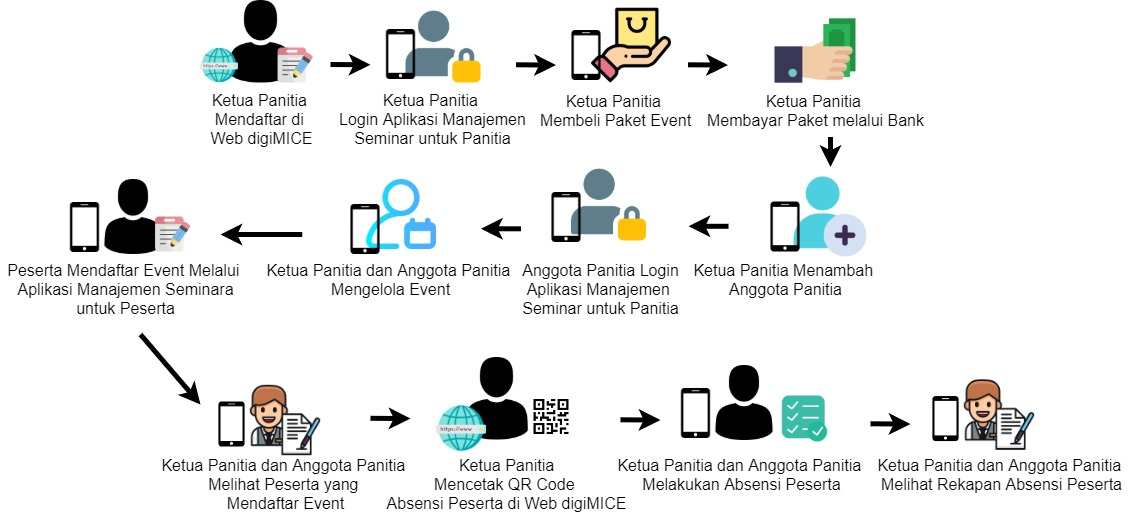 https://www
Ketua Panitia
Mendaftar di
Web digiMICE
Ketua Panitia
Login Aplikasi Manajemen
Seminar untuk Panitia
Ketua Panitia
Membeli Paket Event
Ketua Panitia
Membayar Paket melalui Bank
Peserta Mendaftar Event Melalui
Aplikasi Manajemen Seminara
untuk Peserta
Ketua Panitia dan Anggota Panitia
Mengelola Event
Anggota Panitia Login
Aplikasi Manajemen
Seminar untuk Panitia
Ketua Panitia Menambah
Anggota Panitia
Ketua Panitia dan Anggota Panitia
Melihat Peserta yang
Mendaftar Event
https://www
Ketua Panitia
Mencetak QR Code
Absensi Peserta di Web digiMICE
Ketua Panitia dan Anggota Panitia
Melakukan Absensi Peserta
Ketua Panitia dan Anggota Panitia
Melihat Rekapan Absensi Peserta